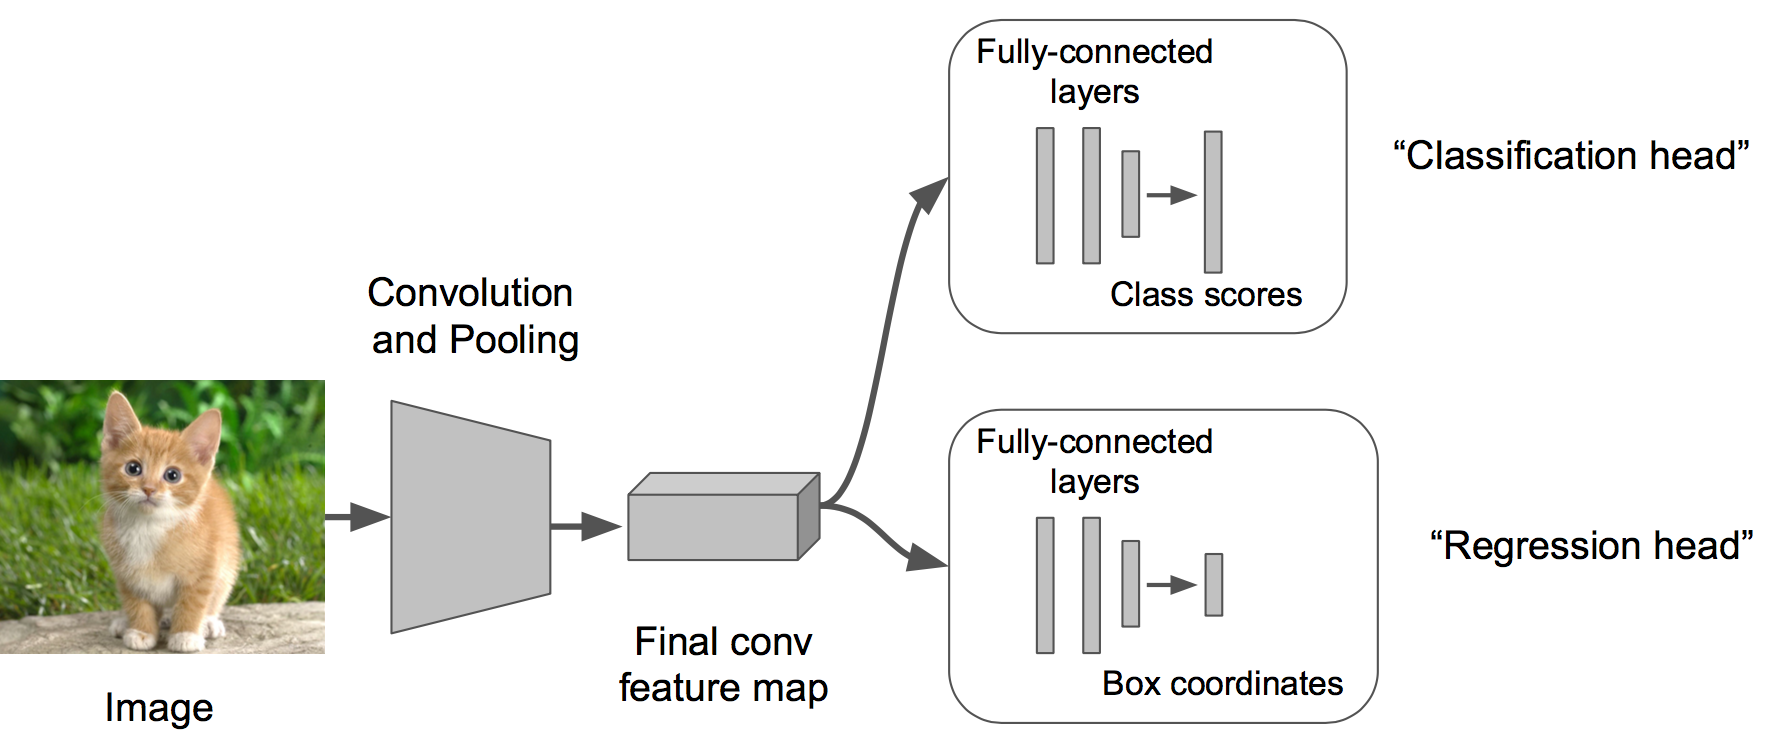 Fully-connected
layers
Class scores
“Classification head”
Convolution
and Pooling
Fully-connected
layers
Box coordinates
“Regression head”
Final conv
feature map
Image